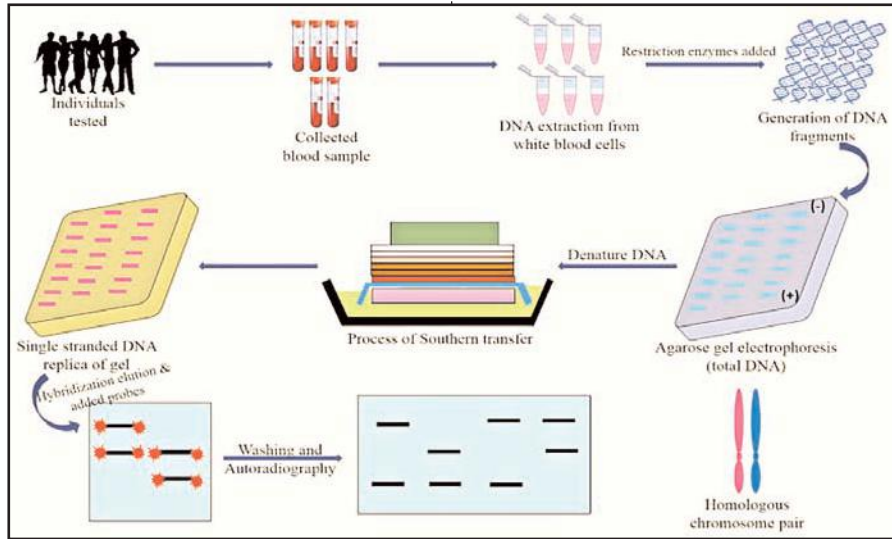 Individuals
tested
Collected
blood sample
DNA extraction from
white blood cells
Restriction enzymes added
Generation of DNA
fragments
(-)
(+)
Agarose gel electrophoresis
(total DNA)
Denature DNA
Process of Southern transfer
Single stranded DNA
replica of gel
Hybridization elution &
added probes
Washing and
Autoradiography
Homologous
chromosome pair